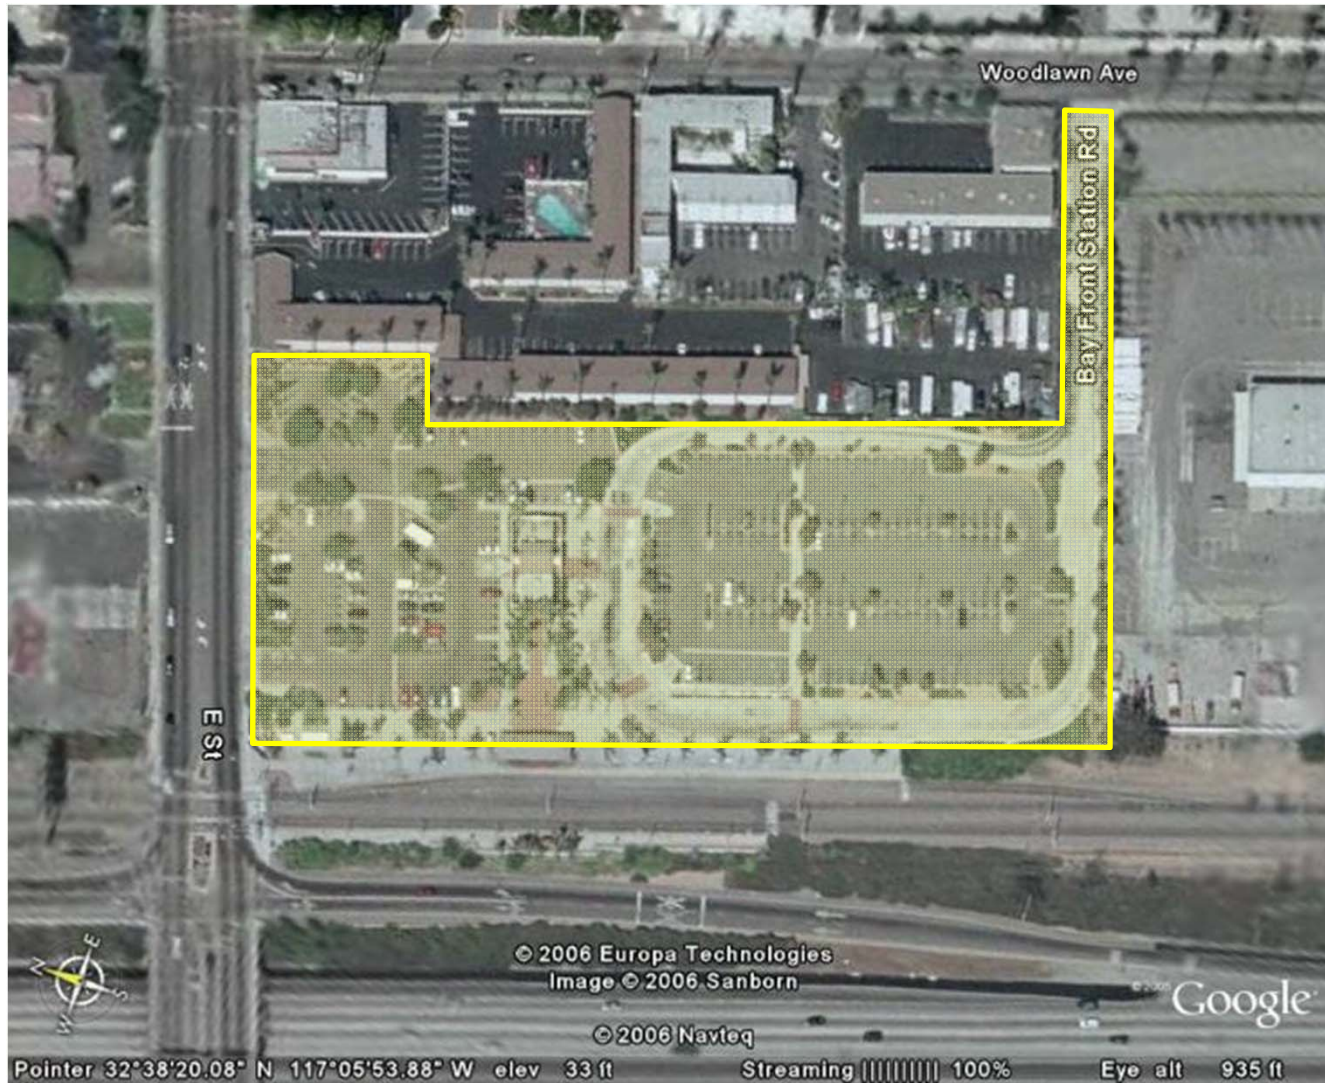 Woodlawn Ave
Bay Front Station Rd
E St
E
N
S
W
© 2006 Europa Technologies
Image © 2006 Sanborn
© 2005
Google
© 2006 Navteq
Pointer 32°38'20.08" N 117°05'53.88" W elev 33 ft Streaming |||||||||| 100% Eye alt 935 ft